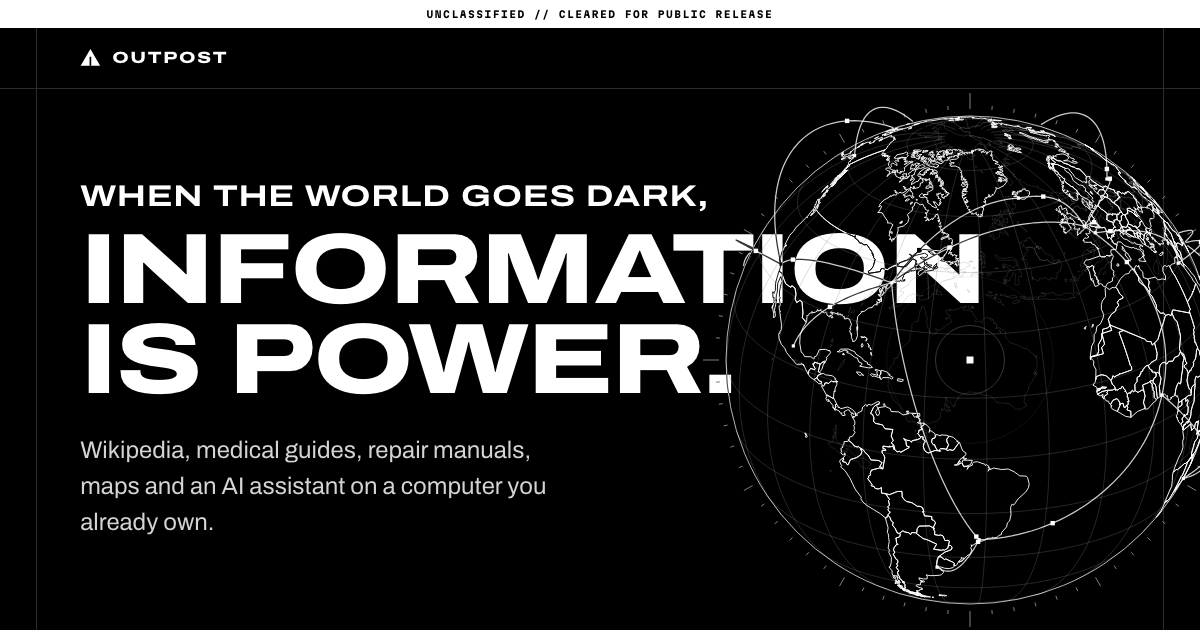 UNCLASSIFIED // CLEARED FOR PUBLIC RELEASE
OUTPOST
WHEN THE WORLD GOES DARK,
INFORMATION
IS POWER.
Wikipedia, medical guides, repair manuals,
maps and an AI assistant on a computer you
already own.